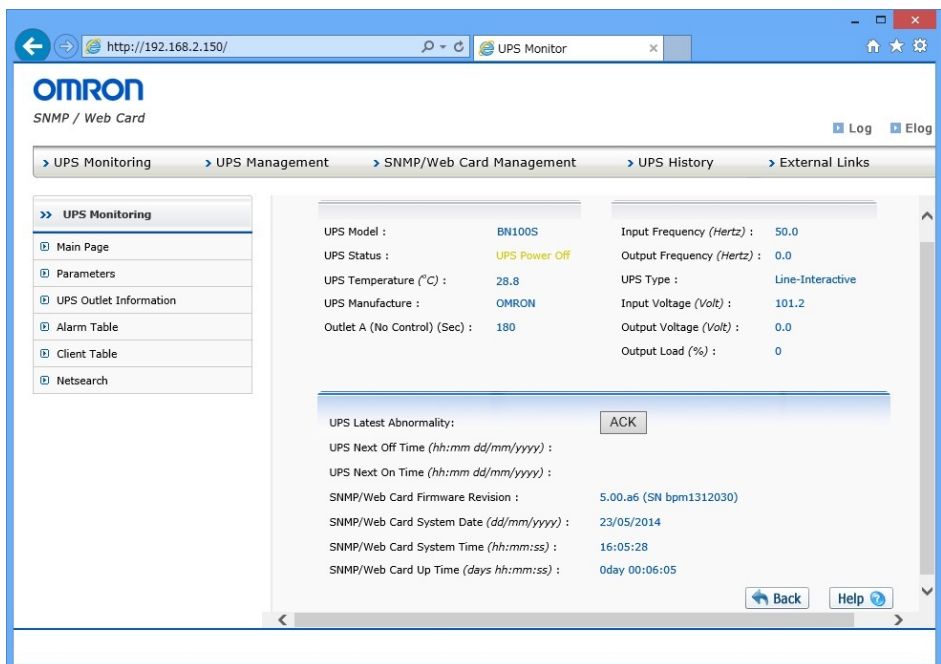 http://192.168.2.150/
UPS Monitor
OMRON
SNMP / Web Card
Log Elog
UPS Monitoring UPS Management SNMP/Web Card Management UPS History External Links
UPS Monitoring
Main Page
Parameters
UPS Outlet Information
Alarm Table
Client Table
Netsearch
UPS Model : BN100S
UPS Status : UPS Power Off
UPS Temperature (°C) : 28.8
UPS Manufacture : OMRON
Outlet A (No Control) (Sec) : 180
Input Frequency (Hertz) : 50.0
Output Frequency (Hertz) : 0.0
UPS Type : Line-Interactive
Input Voltage (Volt) : 101.2
Output Voltage (Volt) : 0.0
Output Load (%) : 0
UPS Latest Abnormality: ACK
UPS Next Off Time (hh:mm dd/mm/yyyy) :
UPS Next On Time (hh:mm dd/mm/yyyy) :
SNMP/Web Card Firmware Revision : 5.00.a6 (SN bpm1312030)
SNMP/Web Card System Date (dd/mm/yyyy) : 23/05/2014
SNMP/Web Card System Time (hh:mm:ss) : 16:05:28
SNMP/Web Card Up Time (days hh:mm:ss) : 0day 00:06:05
Back Help